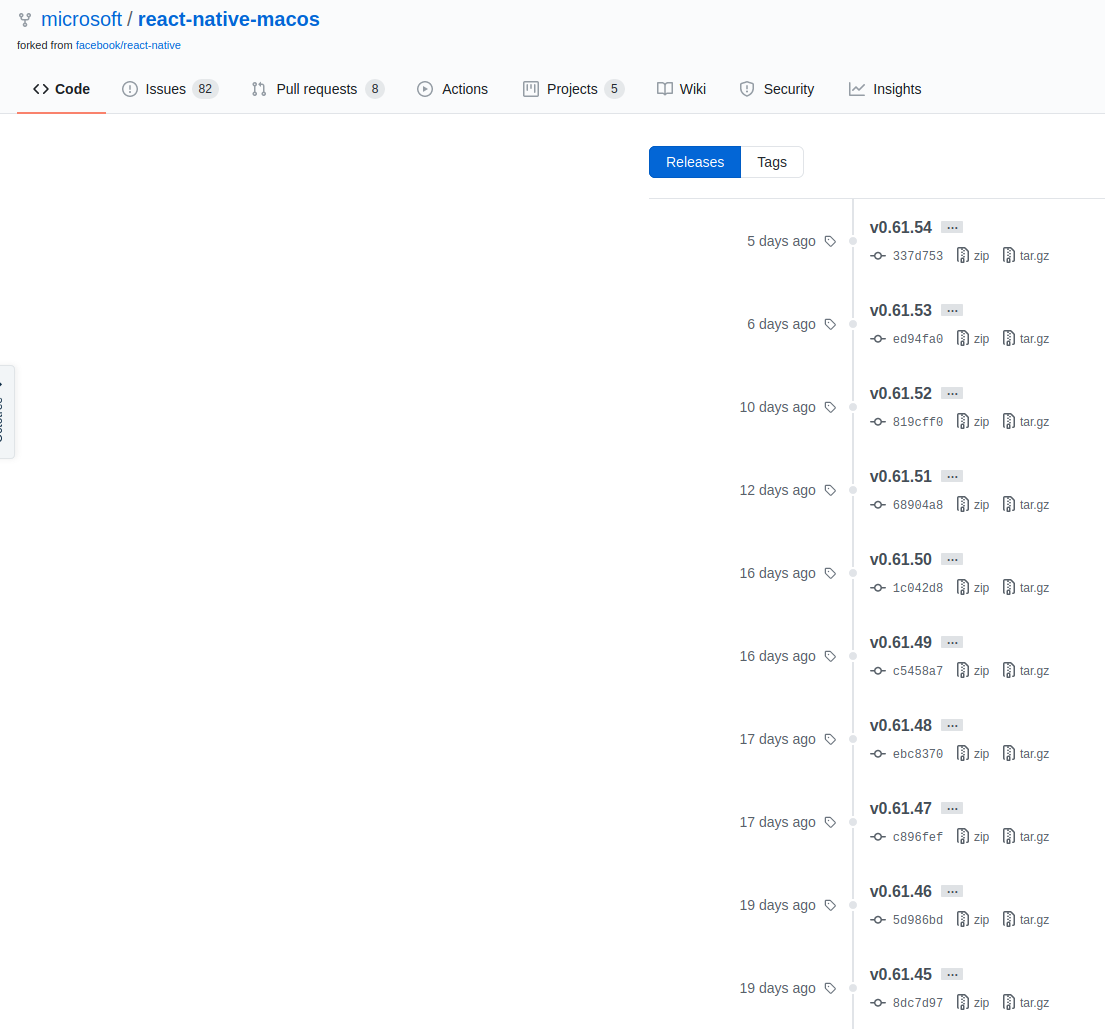 microsoft / react-native-macos
forked from facebook/react-native
Code Issues 82 Pull requests 8 Actions Projects 5 Wiki Security Insights
Releases Tags
5 days ago v0.61.54 ...
337d753 zip tar.gz
6 days ago v0.61.53 ...
ed94fa0 zip tar.gz
10 days ago v0.61.52 ...
819cff0 zip tar.gz
12 days ago v0.61.51 ...
68904a8 zip tar.gz
16 days ago v0.61.50 ...
1c042d8 zip tar.gz
16 days ago v0.61.49 ...
c5458a7 zip tar.gz
17 days ago v0.61.48 ...
ebc8370 zip tar.gz
17 days ago v0.61.47 ...
c896fef zip tar.gz
19 days ago v0.61.46 ...
5d986bd zip tar.gz
19 days ago v0.61.45 ...
8dc7d97 zip tar.gz